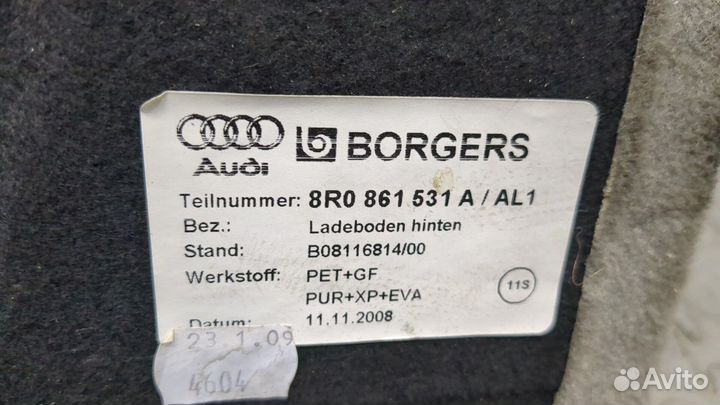 Audi BORGERS
Teilnummer: 8R0 861 531 A / AL1
Bez.: Ladeboden hinten
Stand: B08116814/00
Werkstoff: PET+GF
PUR+XP+EVA
11S
Datum: 11.11.2008
23 1.09
4604
Avito